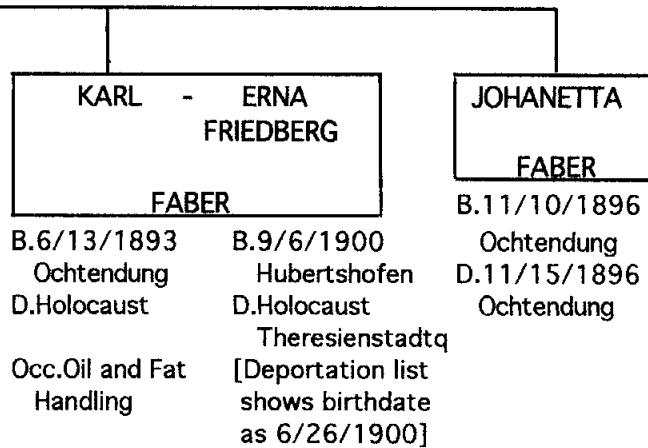 KARL - ERNA
FRIEDBERG
FABER
B.6/13/1893
Ochtendung
D.Holocaust
Occ.Oil and Fat
Handling
B.9/6/1900
Hubertshofen
D.Holocaust
Theresienstadtq
[Deportation list
shows birthdate
as 6/26/1900]
JOHANETTA
FABER
B.11/10/1896
Ochtendung
D.11/15/1896
Ochtendung